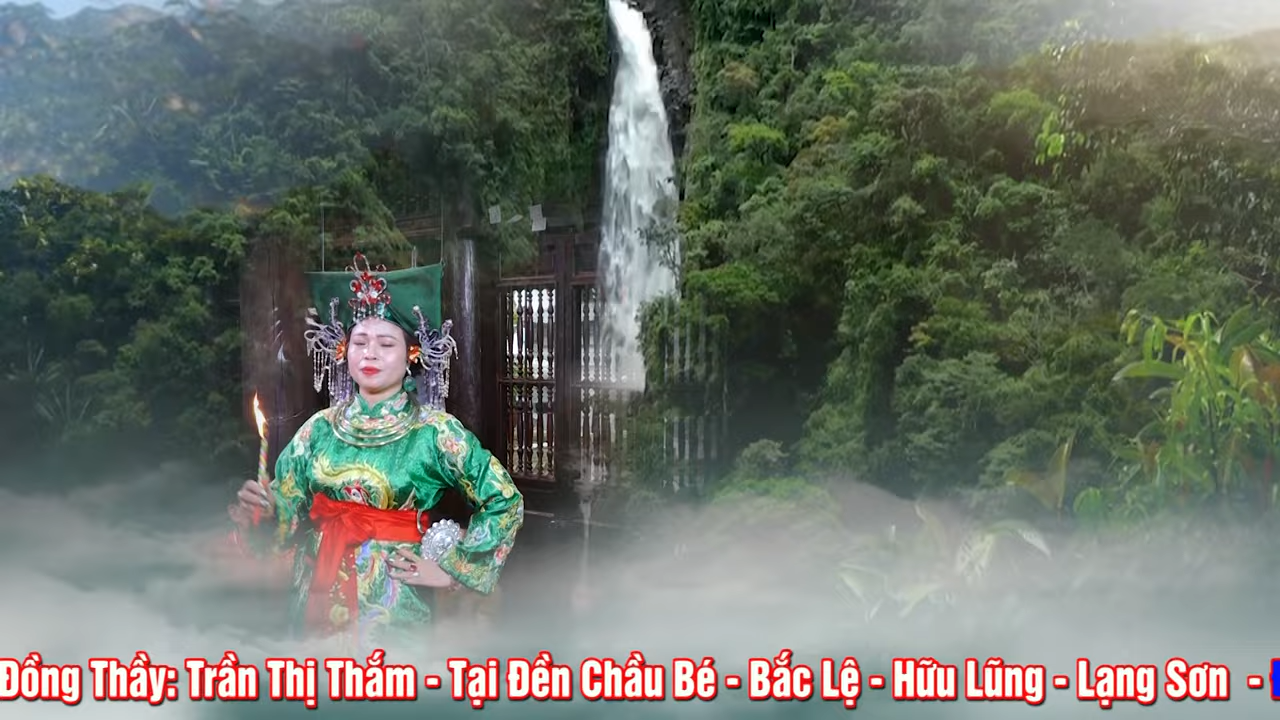 Đồng Thầy: Trần Thị Thắm - Tại Đền Chầu Bé - Bắc Lệ - Hữu Lũng - Lạng Sơn -